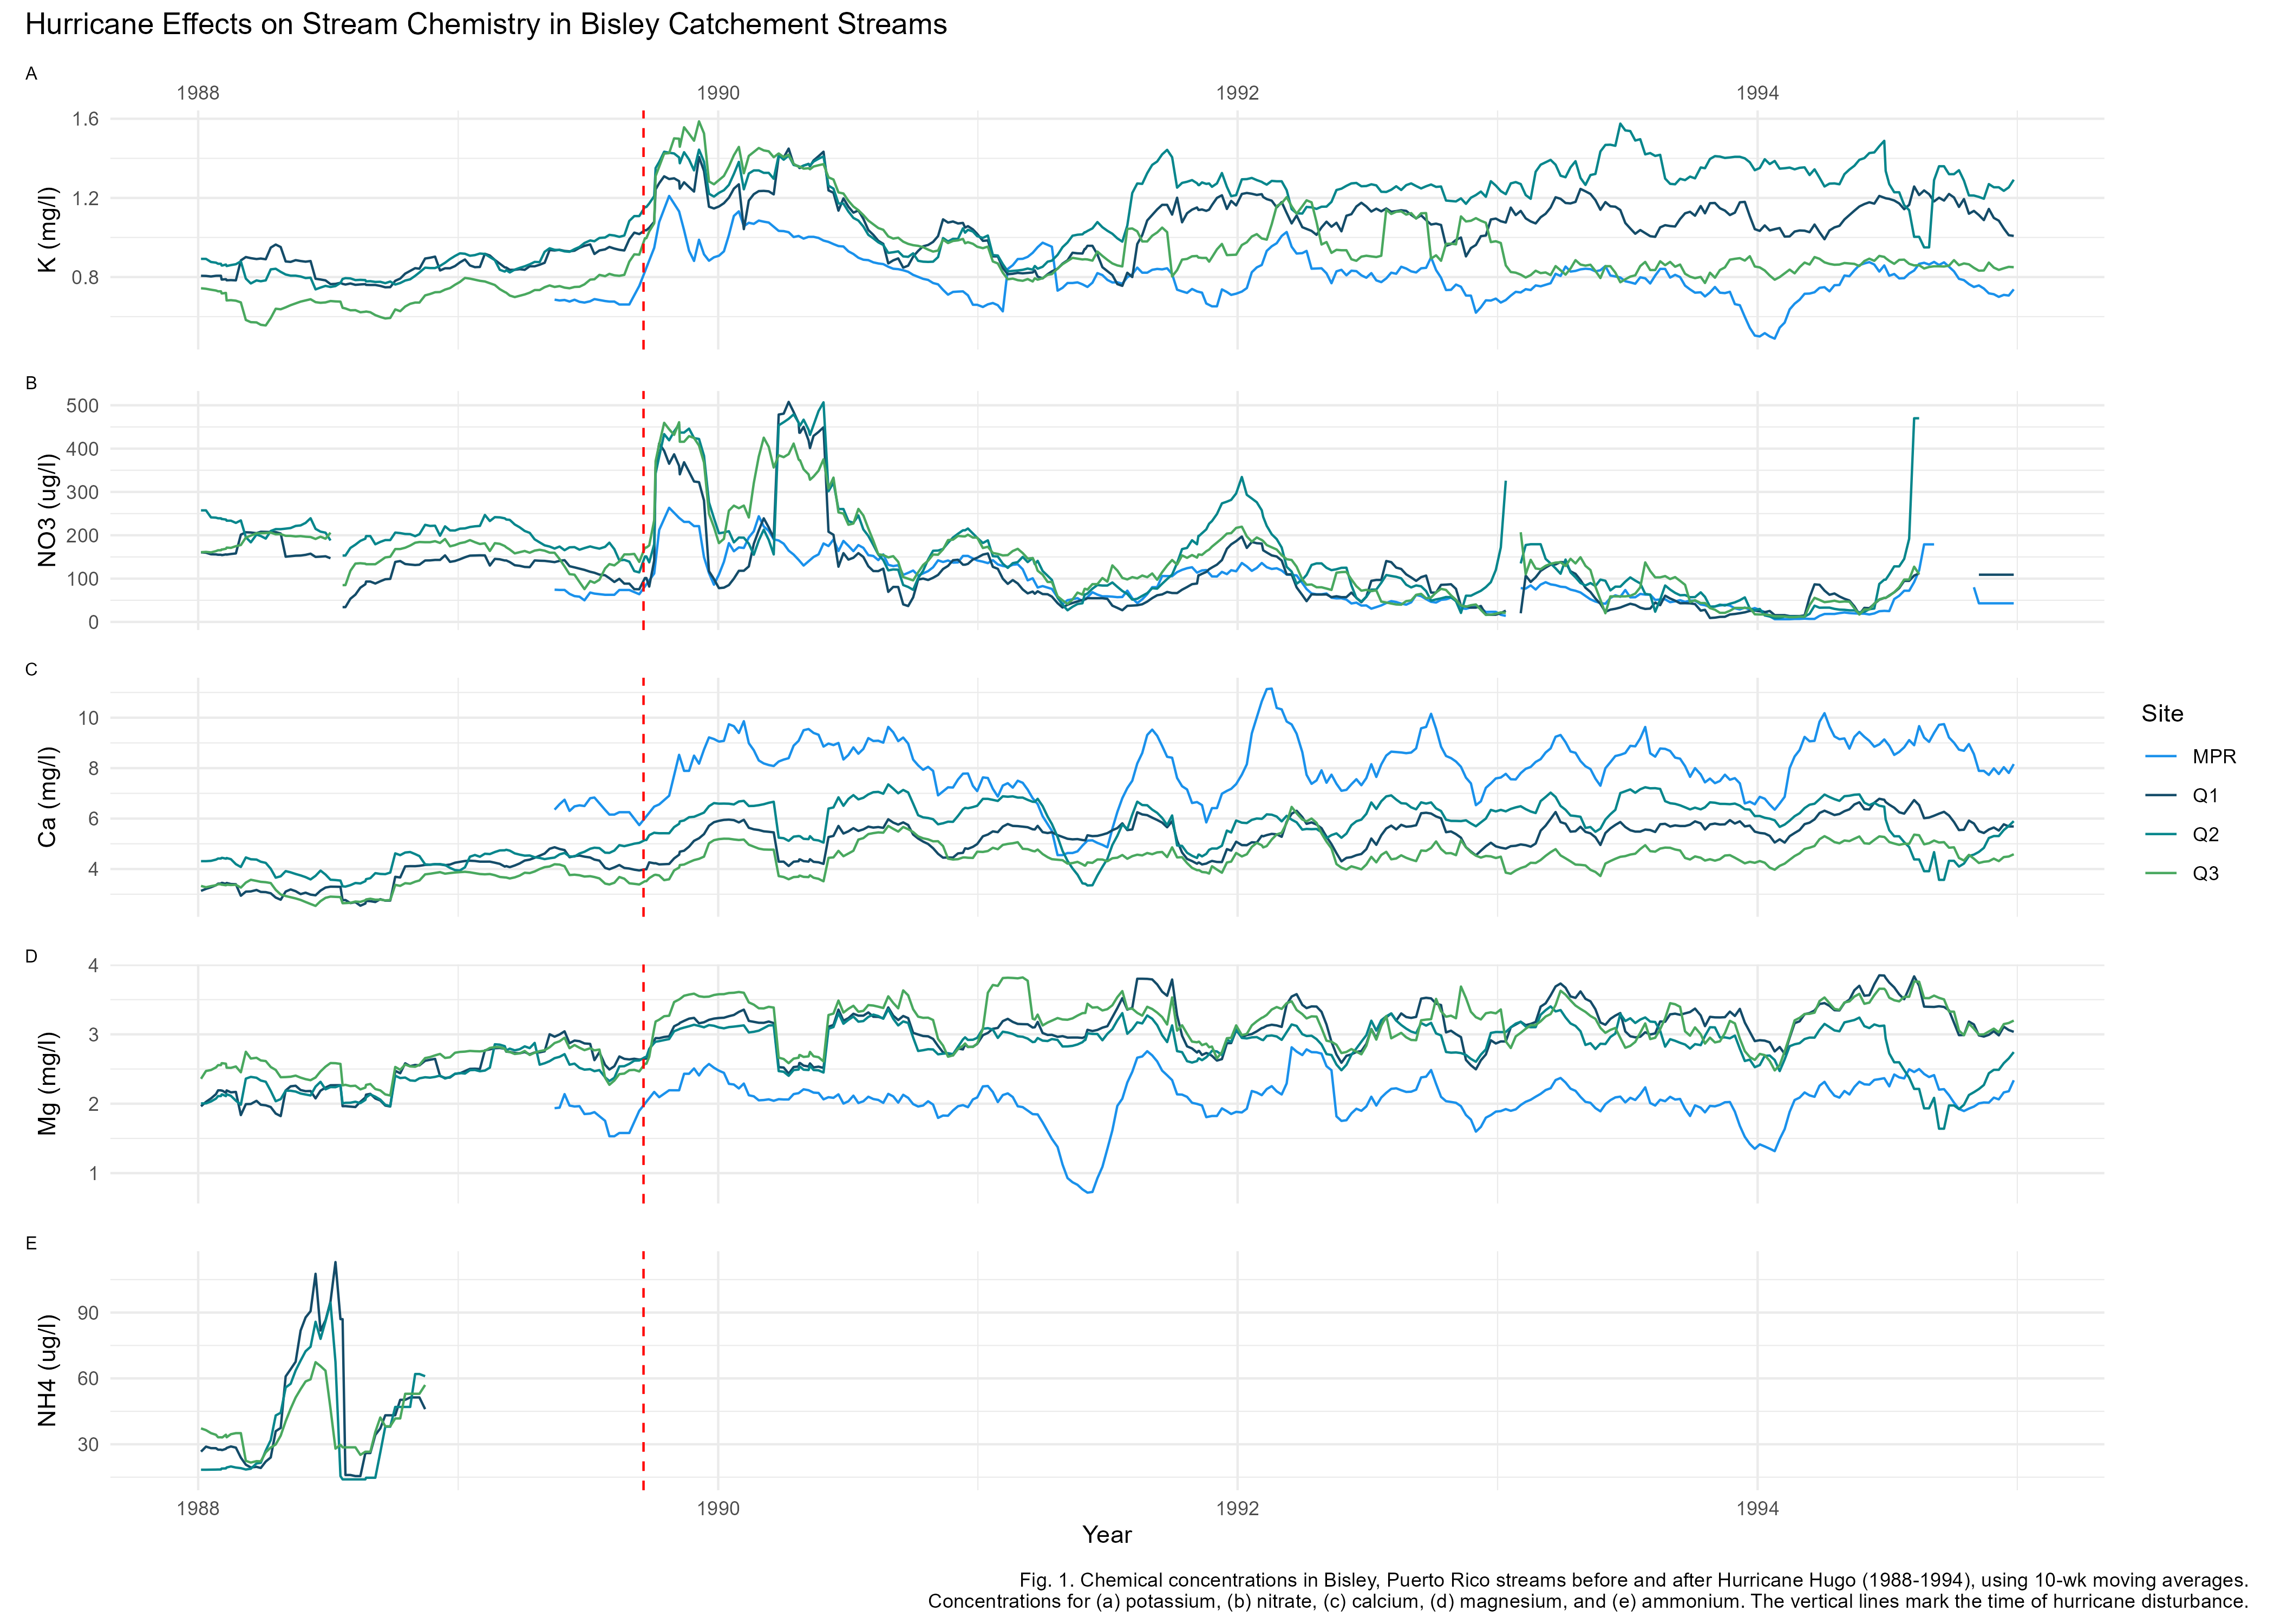 Hurricane Effects on Stream Chemistry in Bisley Catchement Streams
A
1988 1990 1992 1994
K (mg/l)
1.6
1.2
0.8
B
NO3 (ug/l)
500
400
300
200
100
0
C
Ca (mg/l)
10
8
6
4
Site
MPR
Q1
Q2
Q3
D
Mg (mg/l)
4
3
2
1
E
NH4 (ug/l)
90
60
30
1988 1990 1992 1994
Year
Fig. 1. Chemical concentrations in Bisley, Puerto Rico streams before and after Hurricane Hugo (1988-1994), using 10-wk moving averages.
Concentrations for (a) potassium, (b) nitrate, (c) calcium, (d) magnesium, and (e) ammonium. The vertical lines mark the time of hurricane disturbance.